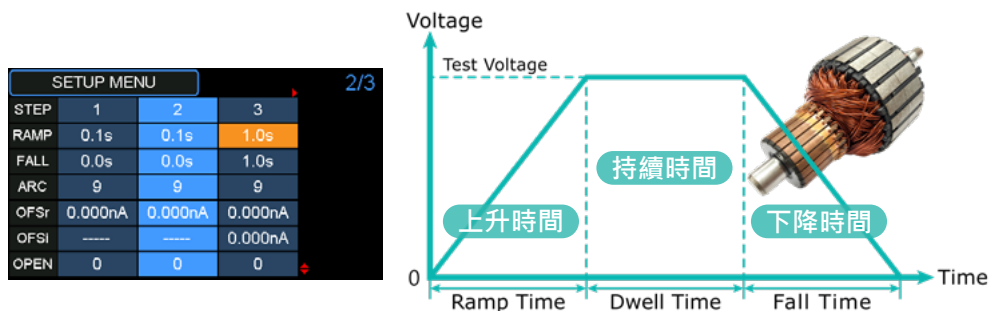 SETUP MENU 2/3
STEP 1 2 3
RAMP 0.1s 0.1s 1.0s
FALL 0.0s 0.0s 1.0s
ARC 9 9 9
OFSr 0.000nA 0.000nA 0.000nA
OFSI ----- ----- 0.000nA
OPEN 0 0 0
Voltage
Test Voltage
持續時間
上升時間
下降時間
0
Time
Ramp Time
Dwell Time
Fall Time